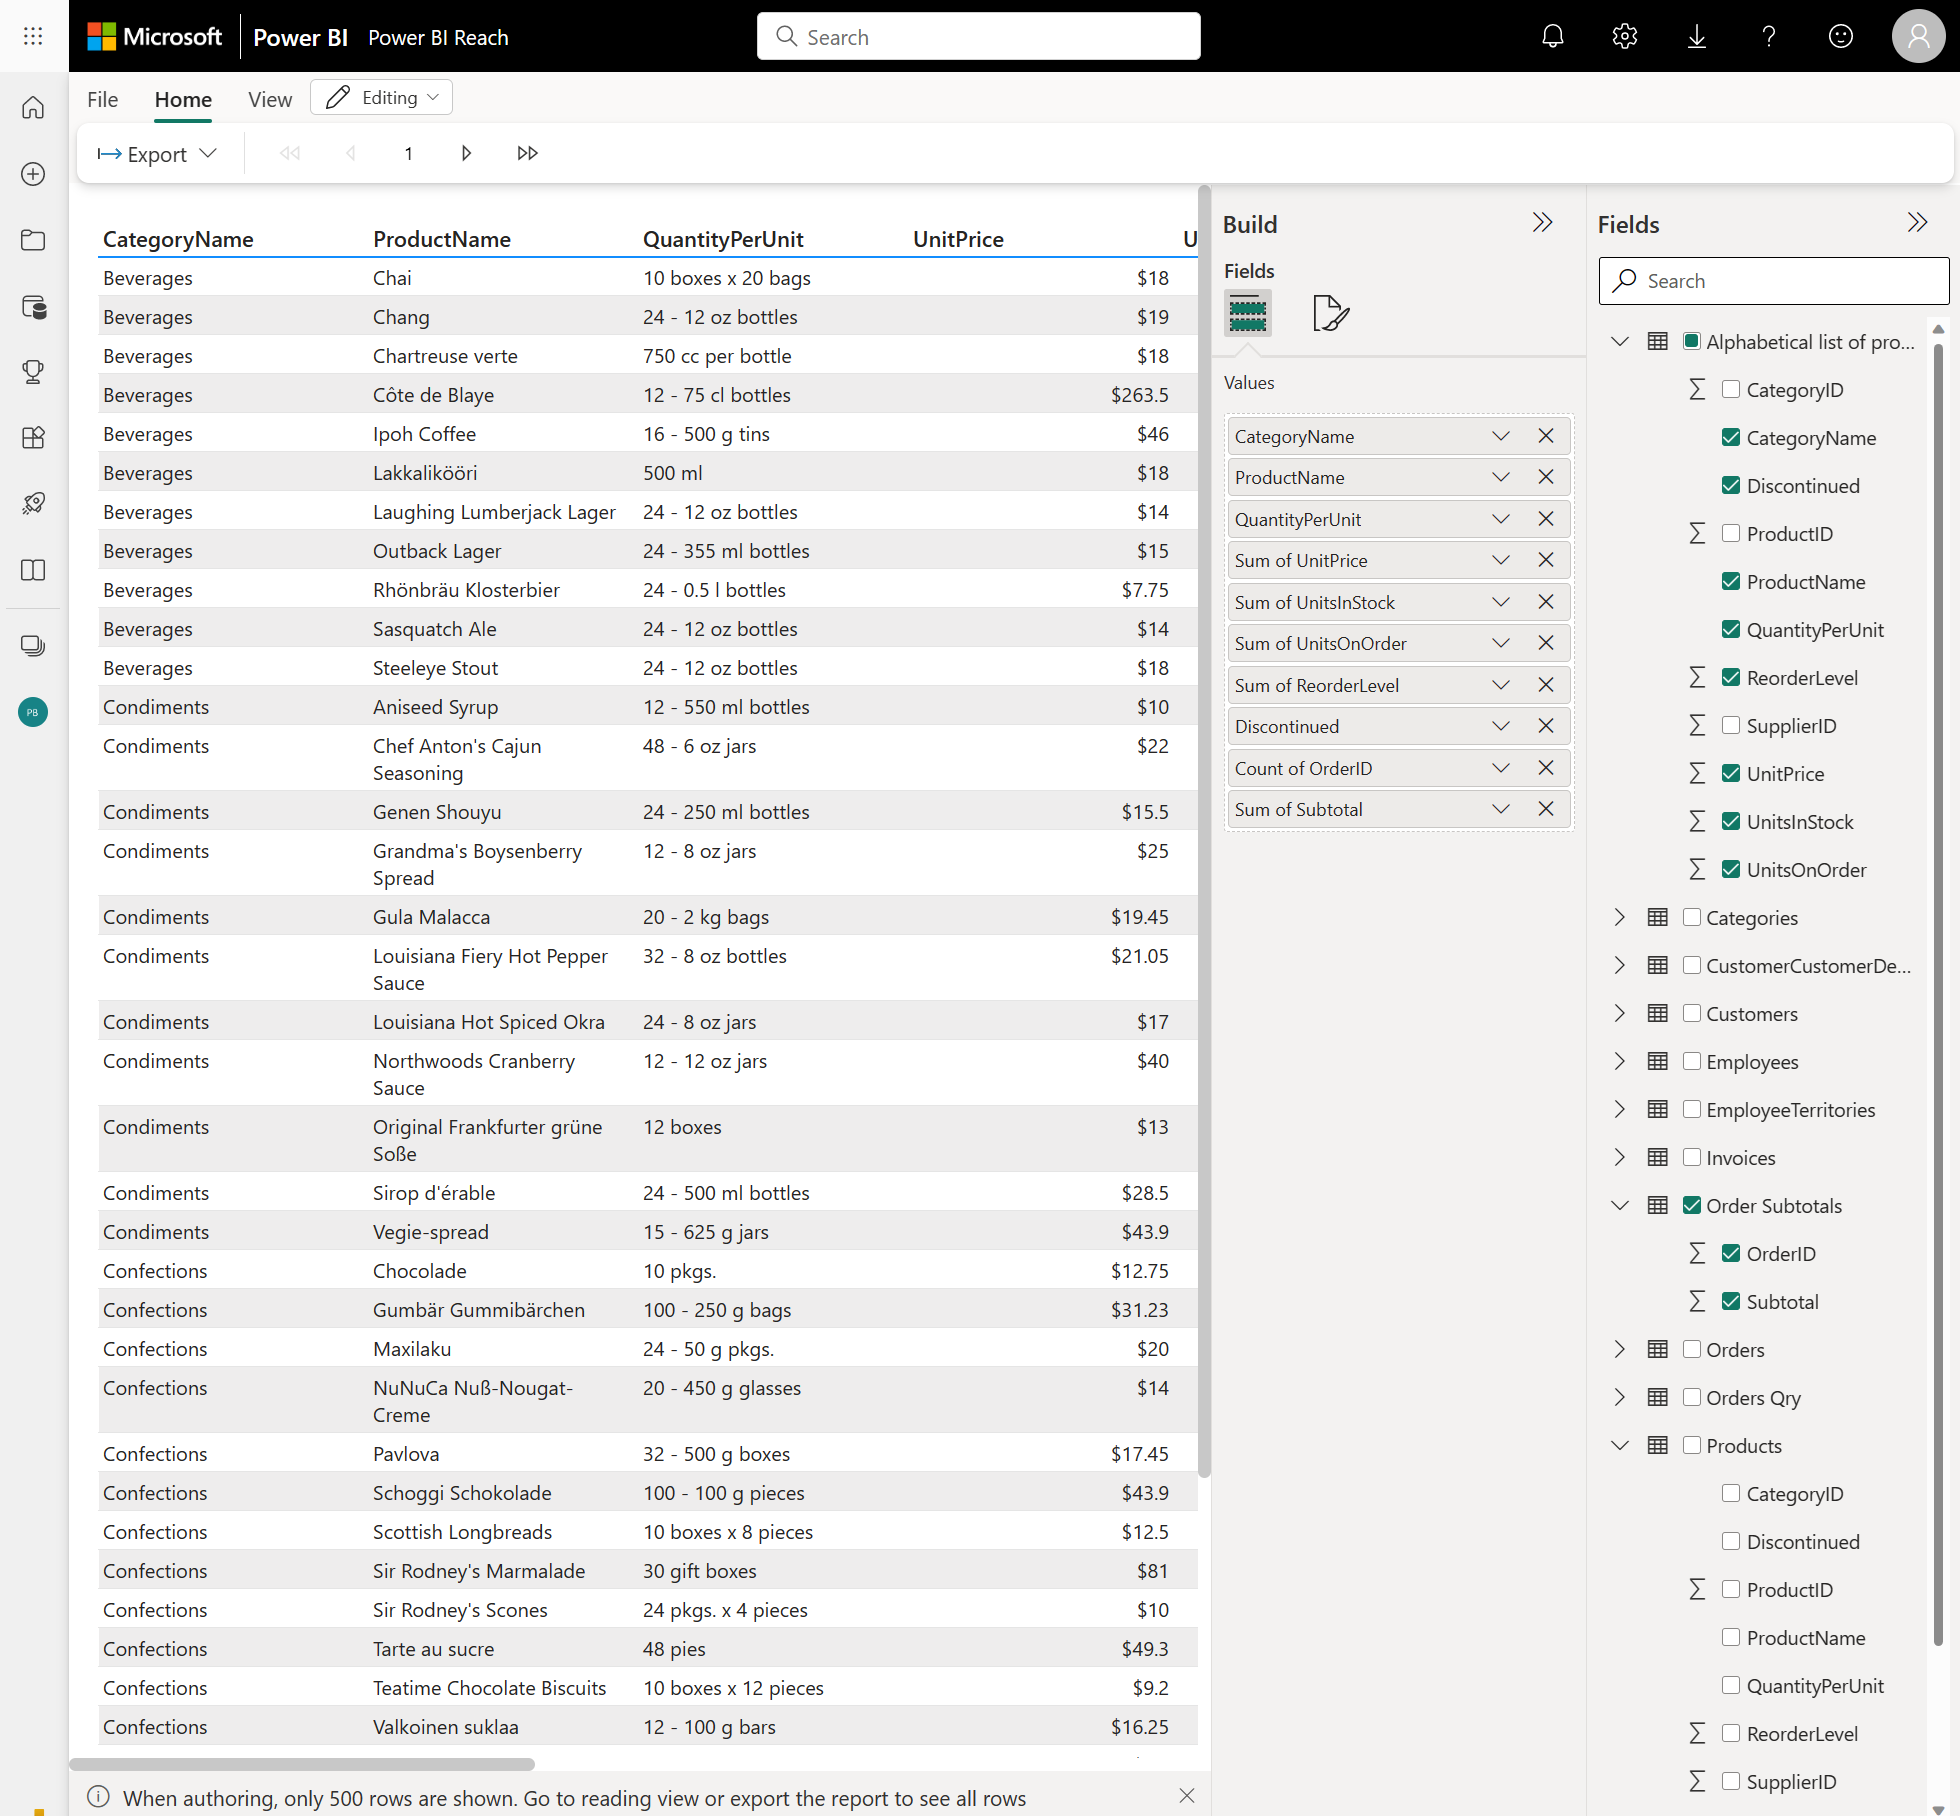 Microsoft Power BI Power BI Reach Search ?
File Home View Editing
Export 1
CategoryName ProductName QuantityPerUnit UnitPrice U
Beverages Chai 10 boxes x 20 bags $18
Beverages Chang 24 - 12 oz bottles $19
Beverages Chartreuse verte 750 cc per bottle $18
Beverages Côte de Blaye 12 - 75 cl bottles $263.5
Beverages Ipoh Coffee 16 - 500 g tins $46
Beverages Lakkalikööri 500 ml $18
Beverages Laughing Lumberjack Lager 24 - 12 oz bottles $14
Beverages Outback Lager 24 - 355 ml bottles $15
Beverages Rhönbräu Klosterbier 24 - 0.5 l bottles $7.75
Beverages Sasquatch Ale 24 - 12 oz bottles $14
Beverages Steeleye Stout 24 - 12 oz bottles $18
Condiments Aniseed Syrup 12 - 550 ml bottles $10
Condiments Chef Anton's Cajun 48 - 6 oz jars $22
Seasoning
Condiments Genen Shouyu 24 - 250 ml bottles $15.5
Condiments Grandma's Boysenberry 12 - 8 oz jars $25
Spread
Condiments Gula Malacca 20 - 2 kg bags $19.45
Condiments Louisiana Fiery Hot Pepper 32 - 8 oz bottles $21.05
Sauce
Condiments Louisiana Hot Spiced Okra 24 - 8 oz jars $17
Condiments Northwoods Cranberry 12 - 12 oz jars $40
Sauce
Condiments Original Frankfurter grüne 12 boxes $13
Soße
Condiments Sirop d'érable 24 - 500 ml bottles $28.5
Condiments Vegie-spread 15 - 625 g jars $43.9
Confections Chocolade 10 pkgs. $12.75
Confections Gumbär Gummibärchen 100 - 250 g bags $31.23
Confections Maxilaku 24 - 50 g pkgs. $20
Confections NuNuCa Nuß-Nougat- 20 - 450 g glasses $14
Creme
Confections Pavlova 32 - 500 g boxes $17.45
Confections Schoggi Schokolade 100 - 100 g pieces $43.9
Confections Scottish Longbreads 10 boxes x 8 pieces $12.5
Confections Sir Rodney's Marmalade 30 gift boxes $81
Confections Sir Rodney's Scones 24 pkgs. x 4 pieces $10
Confections Tarte au sucre 48 pies $49.3
Confections Teatime Chocolate Biscuits 10 boxes x 12 pieces $9.2
Confections Valkoinen suklaa 12 - 100 g bars $16.25
When authoring, only 500 rows are shown. Go to reading view or export the report to see all rows
PB
Build
Fields
Values
CategoryName
ProductName
QuantityPerUnit
Sum of UnitPrice
Sum of UnitsInStock
Sum of UnitsOnOrder
Sum of ReorderLevel
Discontinued
Count of OrderID
Sum of Subtotal
Fields
Search
Alphabetical list of pro...
CategoryID
CategoryName
Discontinued
ProductID
ProductName
QuantityPerUnit
ReorderLevel
SupplierID
UnitPrice
UnitsInStock
UnitsOnOrder
Categories
CustomerCustomerDe...
Customers
Employees
EmployeeTerritories
Invoices
Order Subtotals
OrderID
Subtotal
Orders
Orders Qry
Products
CategoryID
Discontinued
ProductID
ProductName
QuantityPerUnit
ReorderLevel
SupplierID